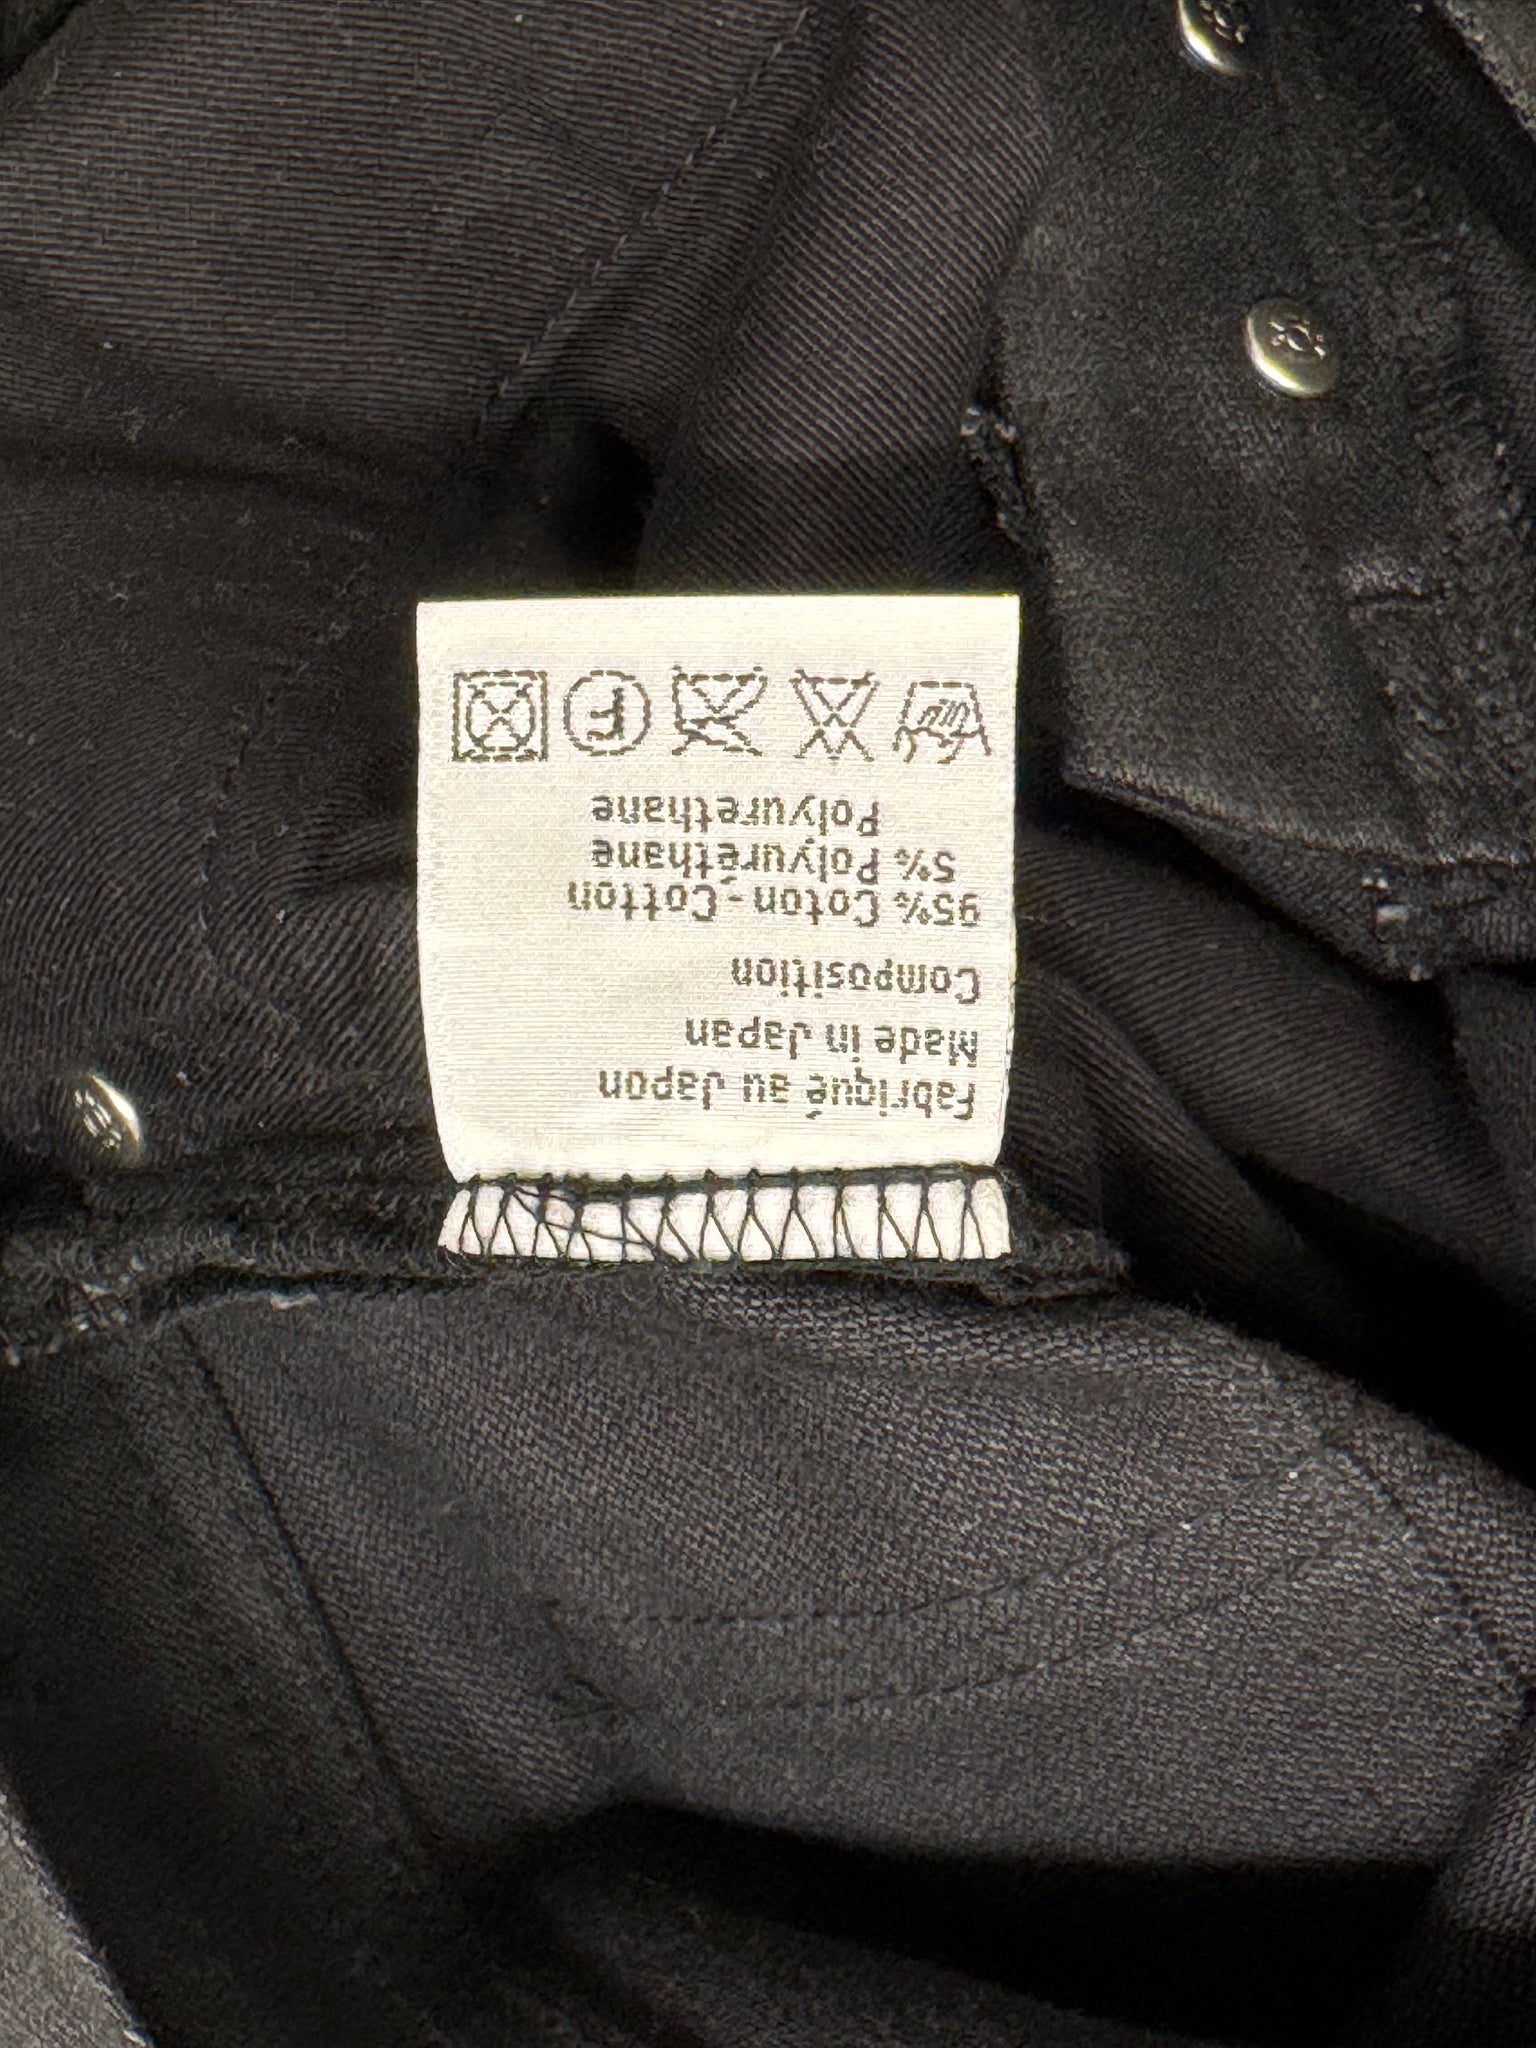 Fabriqué au Japon
Made in Japan
Composition
95% Coton - Cotton
5% Polyuréthane
Polyurethane
F